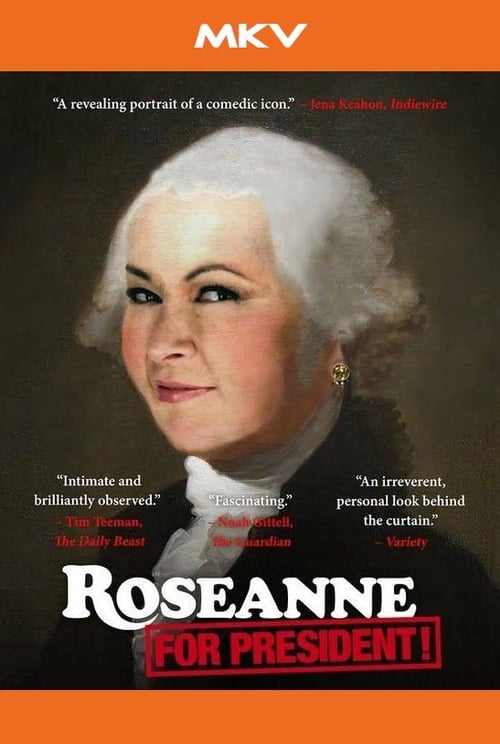 MKV
“A revealing portrait of a comedic icon.” – Jena Keahon, Indiewire
“Intimate and
brilliantly observed.”
– Tim Teeman,
The Daily Beast
“Fascinating.”
– Noah Gittell,
The Guardian
“An irreverent,
personal look behind
the curtain.”
– Variety
ROSEANNE
FOR PRESIDENT!